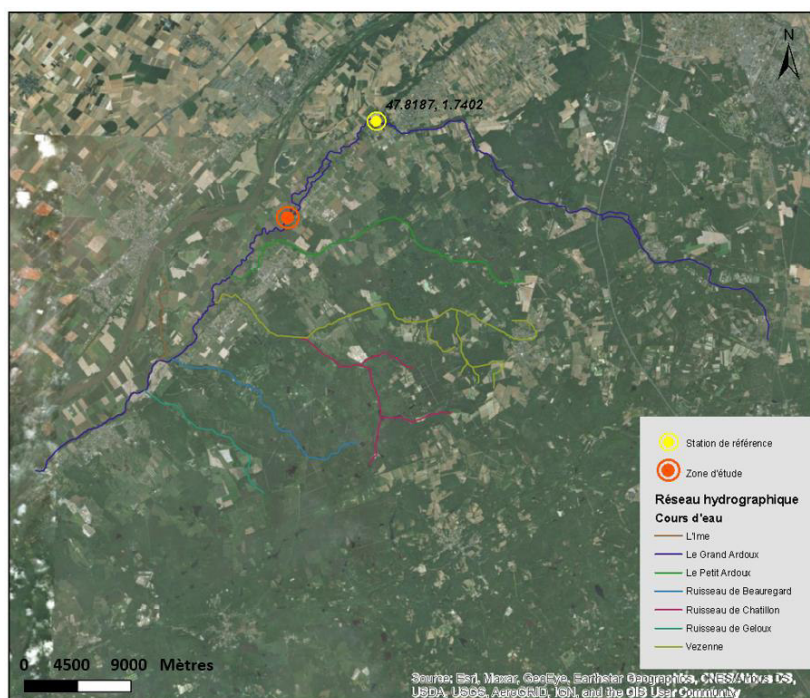 N
47.8187, 1.7402
Station de référence
Zone d'étude
Réseau hydrographique
Cours d'eau
L'Ime
Le Grand Ardoux
Le Petit Ardoux
Ruisseau de Beauregard
Ruisseau de Chatillon
Ruisseau de Geloux
Vezenne
0 4500 9000 Mètres
Source: Esri, Maxar, GeoEye, Earthstar Geographics, CNES/Airbus DS,
USDA, USGS, AeroGRID, IGN, and the GIS User Community